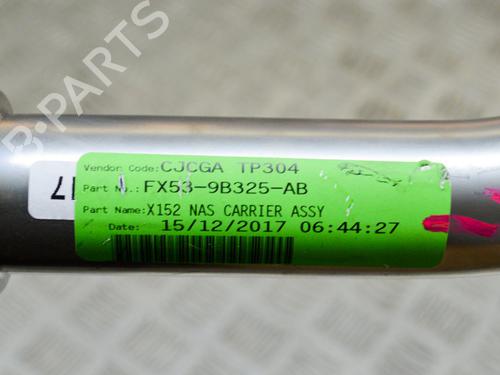 B-PARTS
Vendor Code:CJCGA TP304
Part No.:FX53-9B325-AB
Part Name:X152 NAS CARRIER ASSY
Date: 15/12/2017 06:44:27
17